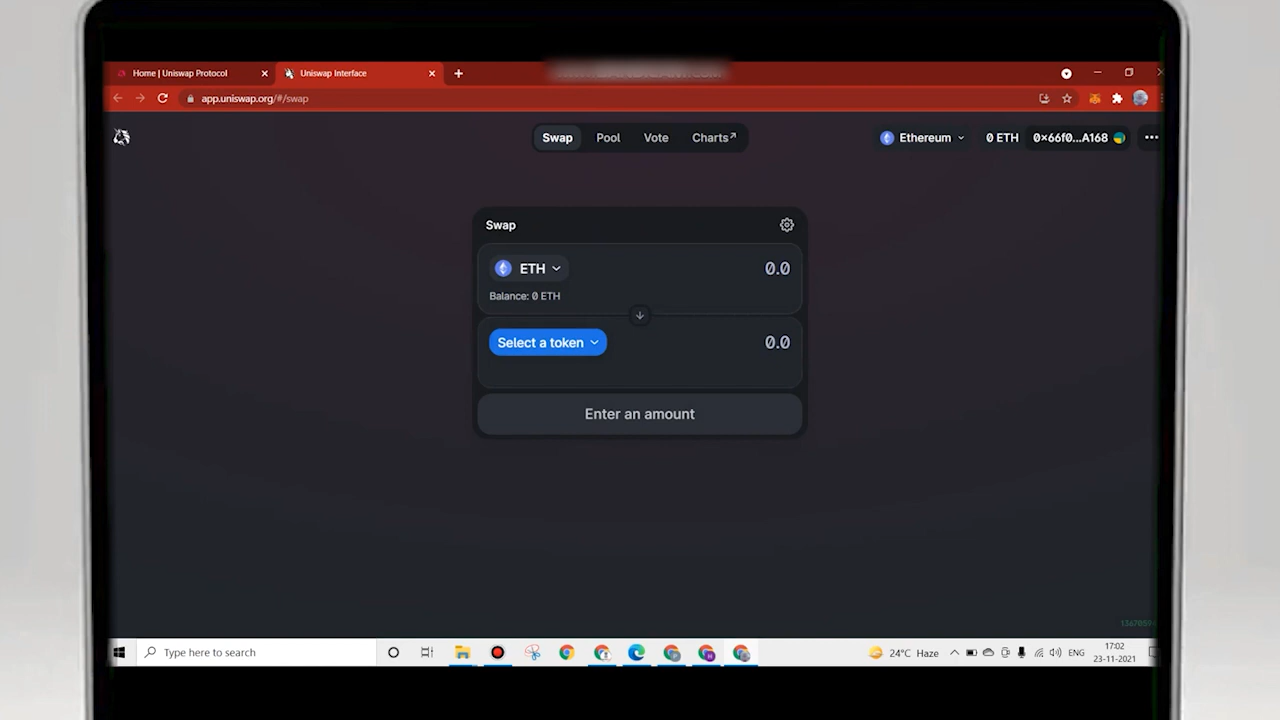 Home | Uniswap Protocol
Uniswap Interface
app.uniswap.org/#/swap
Swap Pool Vote Charts↗
Ethereum 0 ETH 0×66f0...A168
Swap
ETH 0.0
Balance: 0 ETH
Select a token 0.0
Enter an amount
Type here to search
24°C Haze
ENG
17:02
23-11-2021